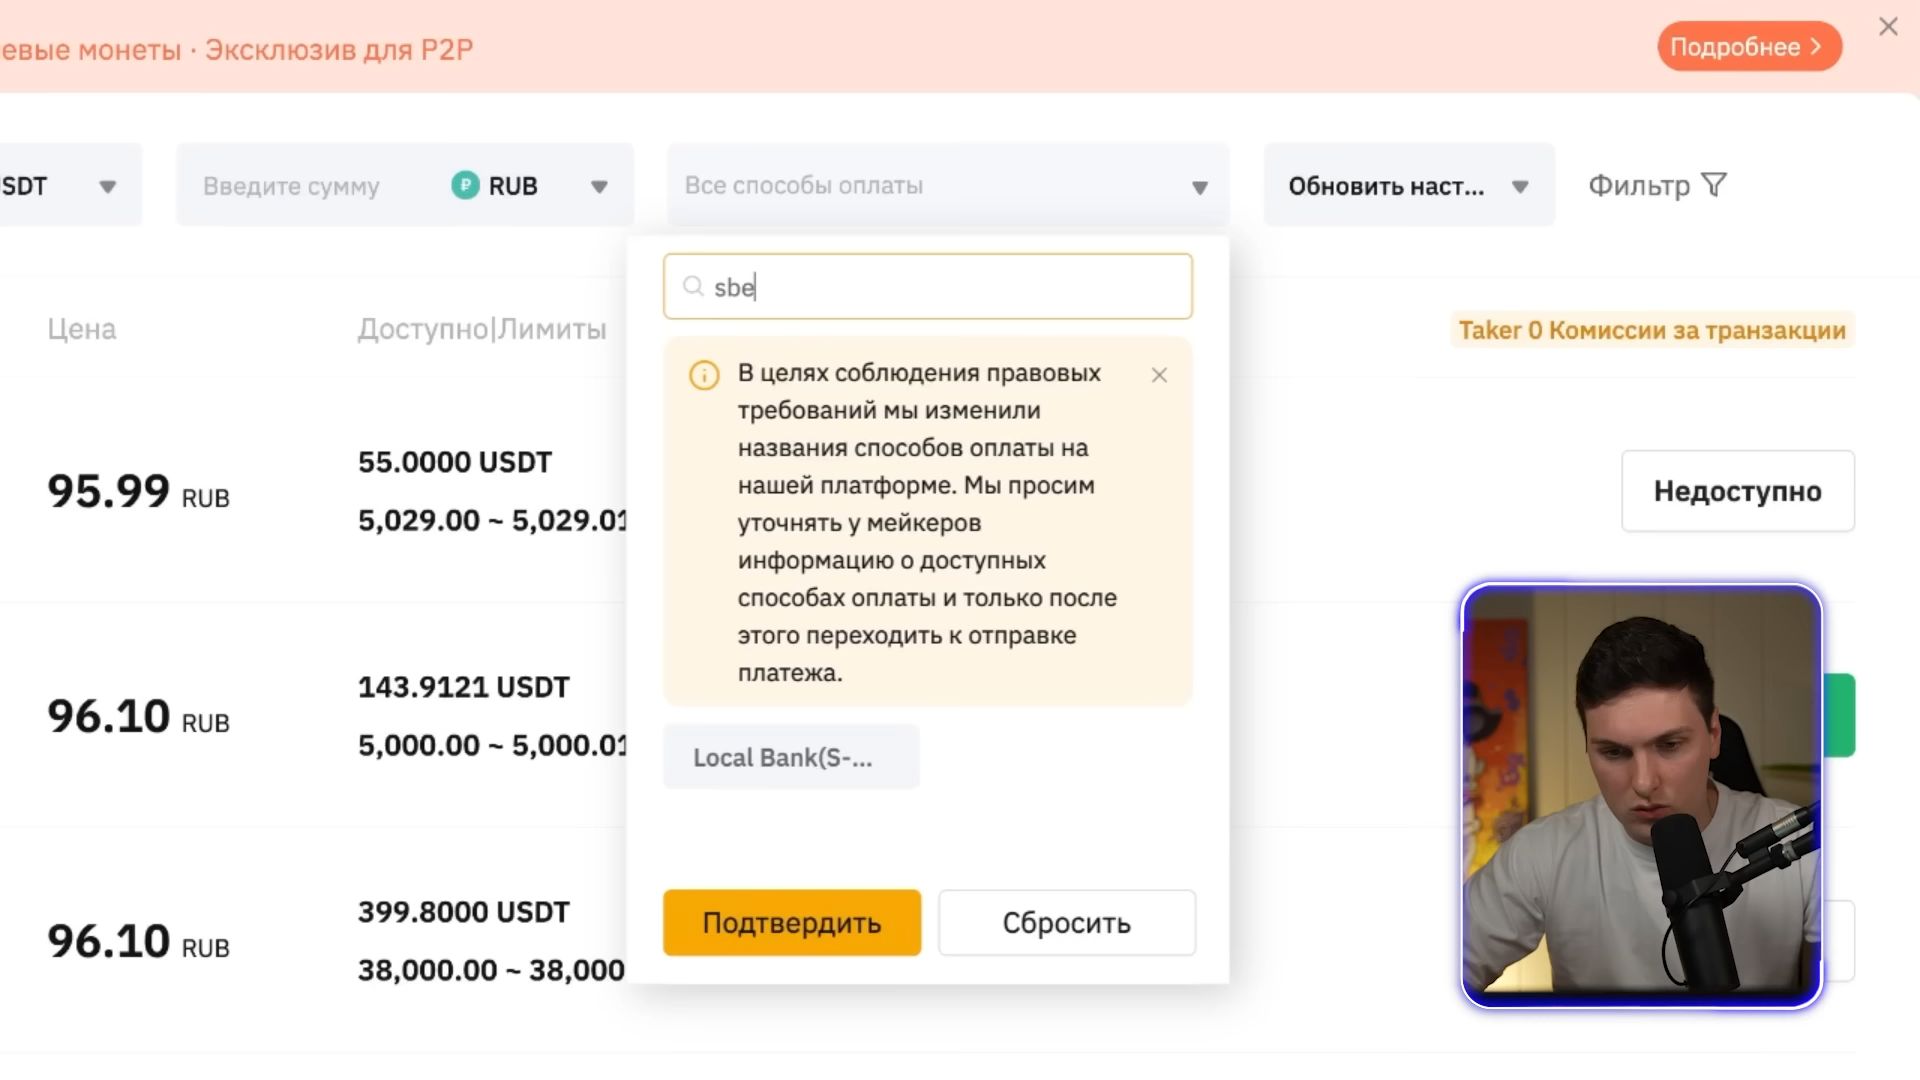 евые монеты · Эксклюзив для P2P
Подробнее
SDT
Введите сумму
RUB
Все способы оплаты
Обновить наст...
Фильтр
sbe
Цена
Доступно|Лимиты
Taker 0 Комиссии за транзакции
В целях соблюдения правовых
требований мы изменили
названия способов оплаты на
нашей платформе. Мы просим
уточнять у мейкеров
информацию о доступных
способах оплаты и только после
этого переходить к отправке
платежа.
55.0000 USDT
95.99 RUB
5,029.00 ~ 5,029.01
Недоступно
143.9121 USDT
96.10 RUB
5,000.00 ~ 5,000.01
Local Bank(S-...
399.8000 USDT
96.10 RUB
38,000.00 ~ 38,000
Подтвердить
Сбросить